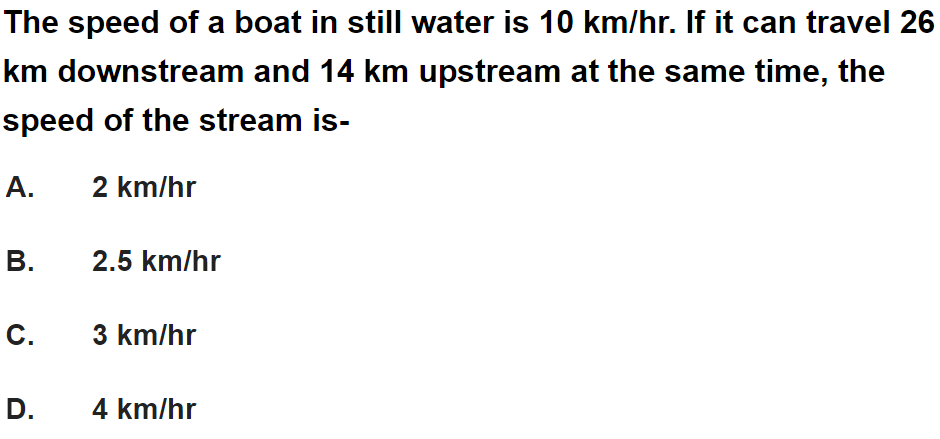 The speed of a boat in still water is 10 km/hr. If it can travel 26
km downstream and 14 km upstream at the same time, the
speed of the stream is-
A. 2 km/hr
B. 2.5 km/hr
C. 3 km/hr
D. 4 km/hr